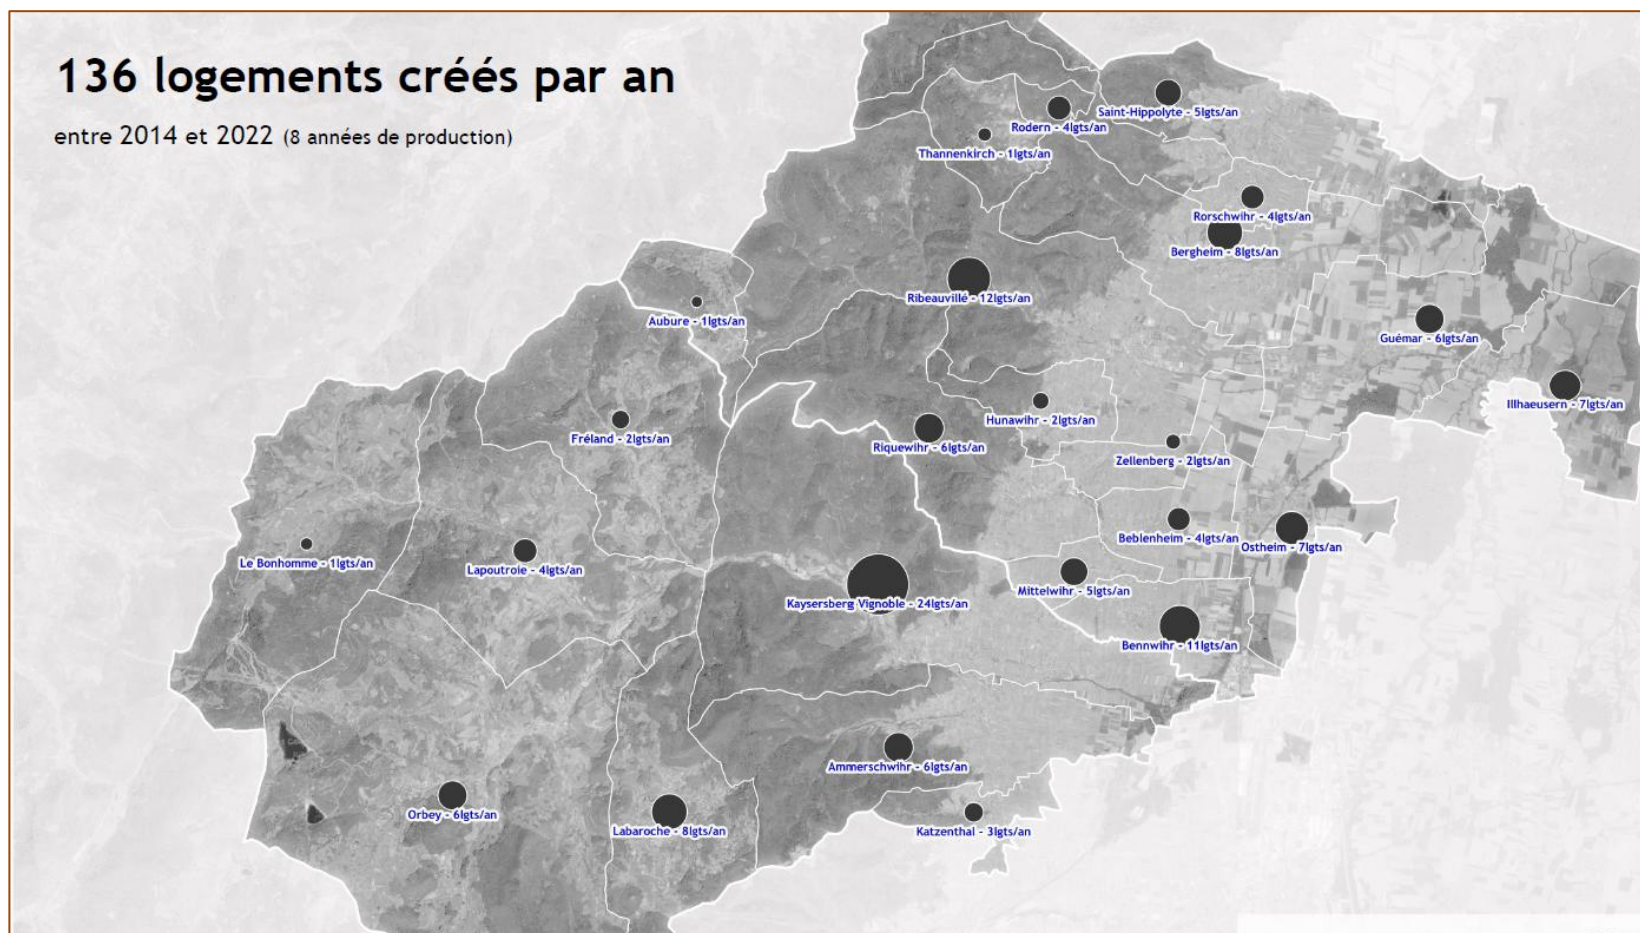 136 logements créés par an
entre 2014 et 2022 (8 années de production)
Saint-Hippolyte - 5lgts/an
Rodern - 4lgts/an
Thannenkirch - 1lgts/an
Rorschwihr - 4lgts/an
Bergheim - 8lgts/an
Ribeauvillé - 12lgts/an
Aubure - 1lgts/an
Guémar - 6lgts/an
Illhaeusern - 7lgts/an
Hunawihr - 2lgts/an
Fréland - 2lgts/an
Riquewihr - 6lgts/an
Zellenberg - 2lgts/an
Beblenheim - 4lgts/an
Ostheim - 7lgts/an
Le Bonhomme - 1lgts/an
Lapoutroie - 4lgts/an
Mittelwihr - 5lgts/an
Kaysersberg Vignoble - 24lgts/an
Bennwihr - 11lgts/an
Ammerschwihr - 6lgts/an
Orbey - 6lgts/an
Labaroche - 8lgts/an
Katzenthal - 3lgts/an